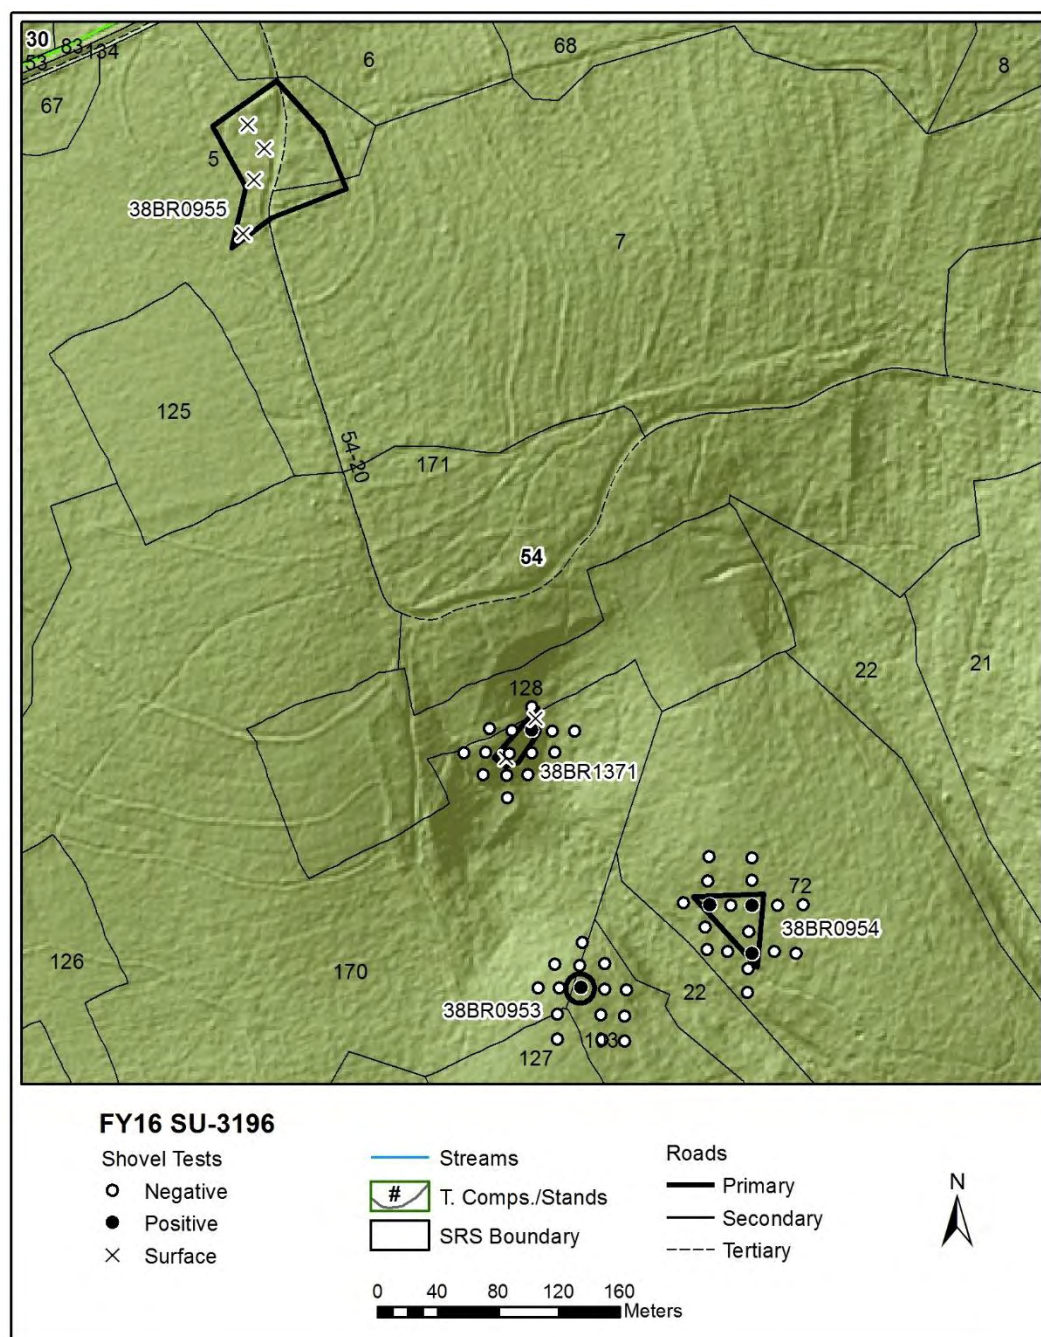 30
83
134
53
67
6
68
8
5
38BR0955
7
125
54-20
171
54
22
21
128
38BR1371
72
38BR0954
126
170
38BR0953
22
127
FY16 SU-3196
Shovel Tests
Negative
Positive
Surface
Streams
# T. Comps./Stands
SRS Boundary
Roads
Primary
Secondary
Tertiary
N
0 40 80 120 160
Meters